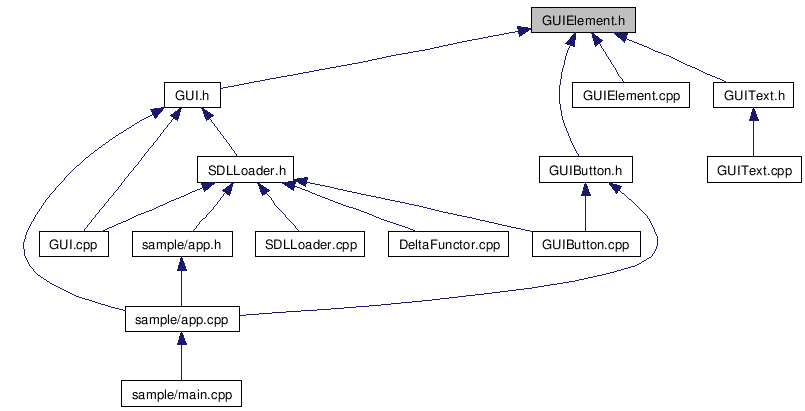 GUIElement.h
GUI.h
GUIElement.cpp
GUIText.h
SDLLoader.h
GUIButton.h
GUIText.cpp
GUI.cpp
sample/app.h
SDLLoader.cpp
DeltaFunctor.cpp
GUIButton.cpp
sample/app.cpp
sample/main.cpp